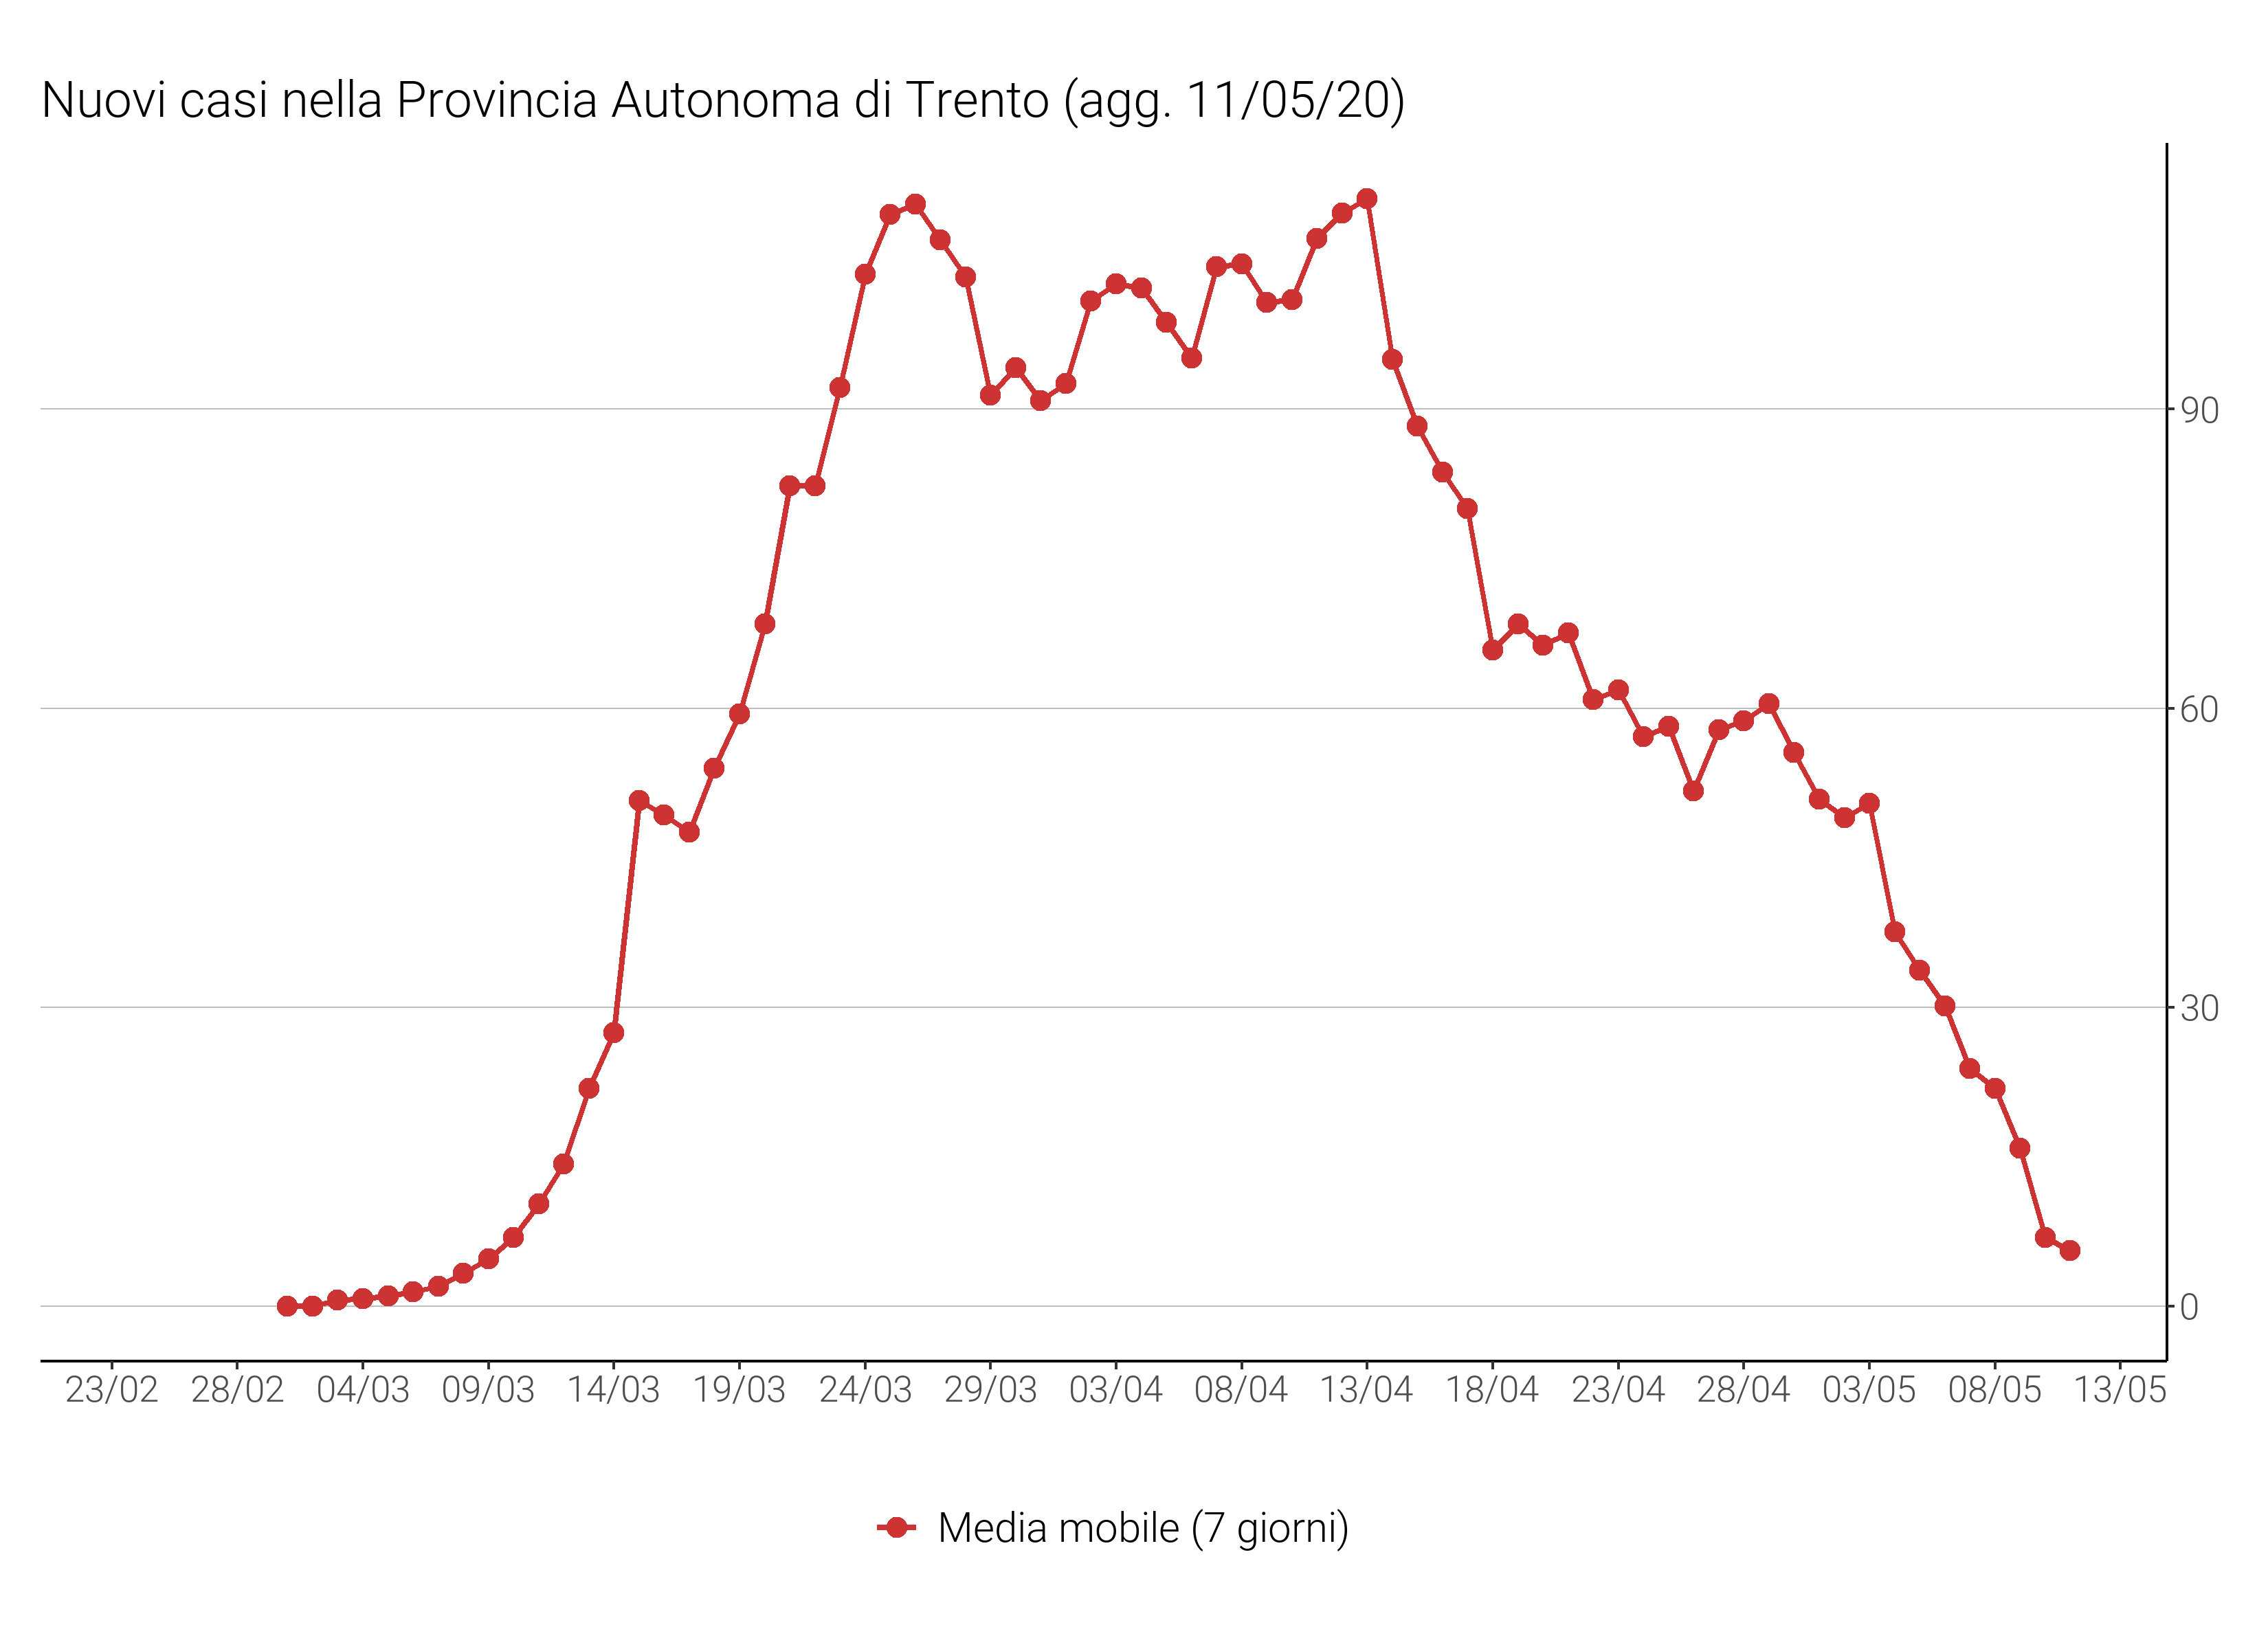 Nuovi casi nella Provincia Autonoma di Trento (agg. 11/05/20)
90
60
30
0
23/02 28/02 04/03 09/03 14/03 19/03 24/03 29/03 03/04 08/04 13/04 18/04 23/04 28/04 03/05 08/05 13/05
Media mobile (7 giorni)